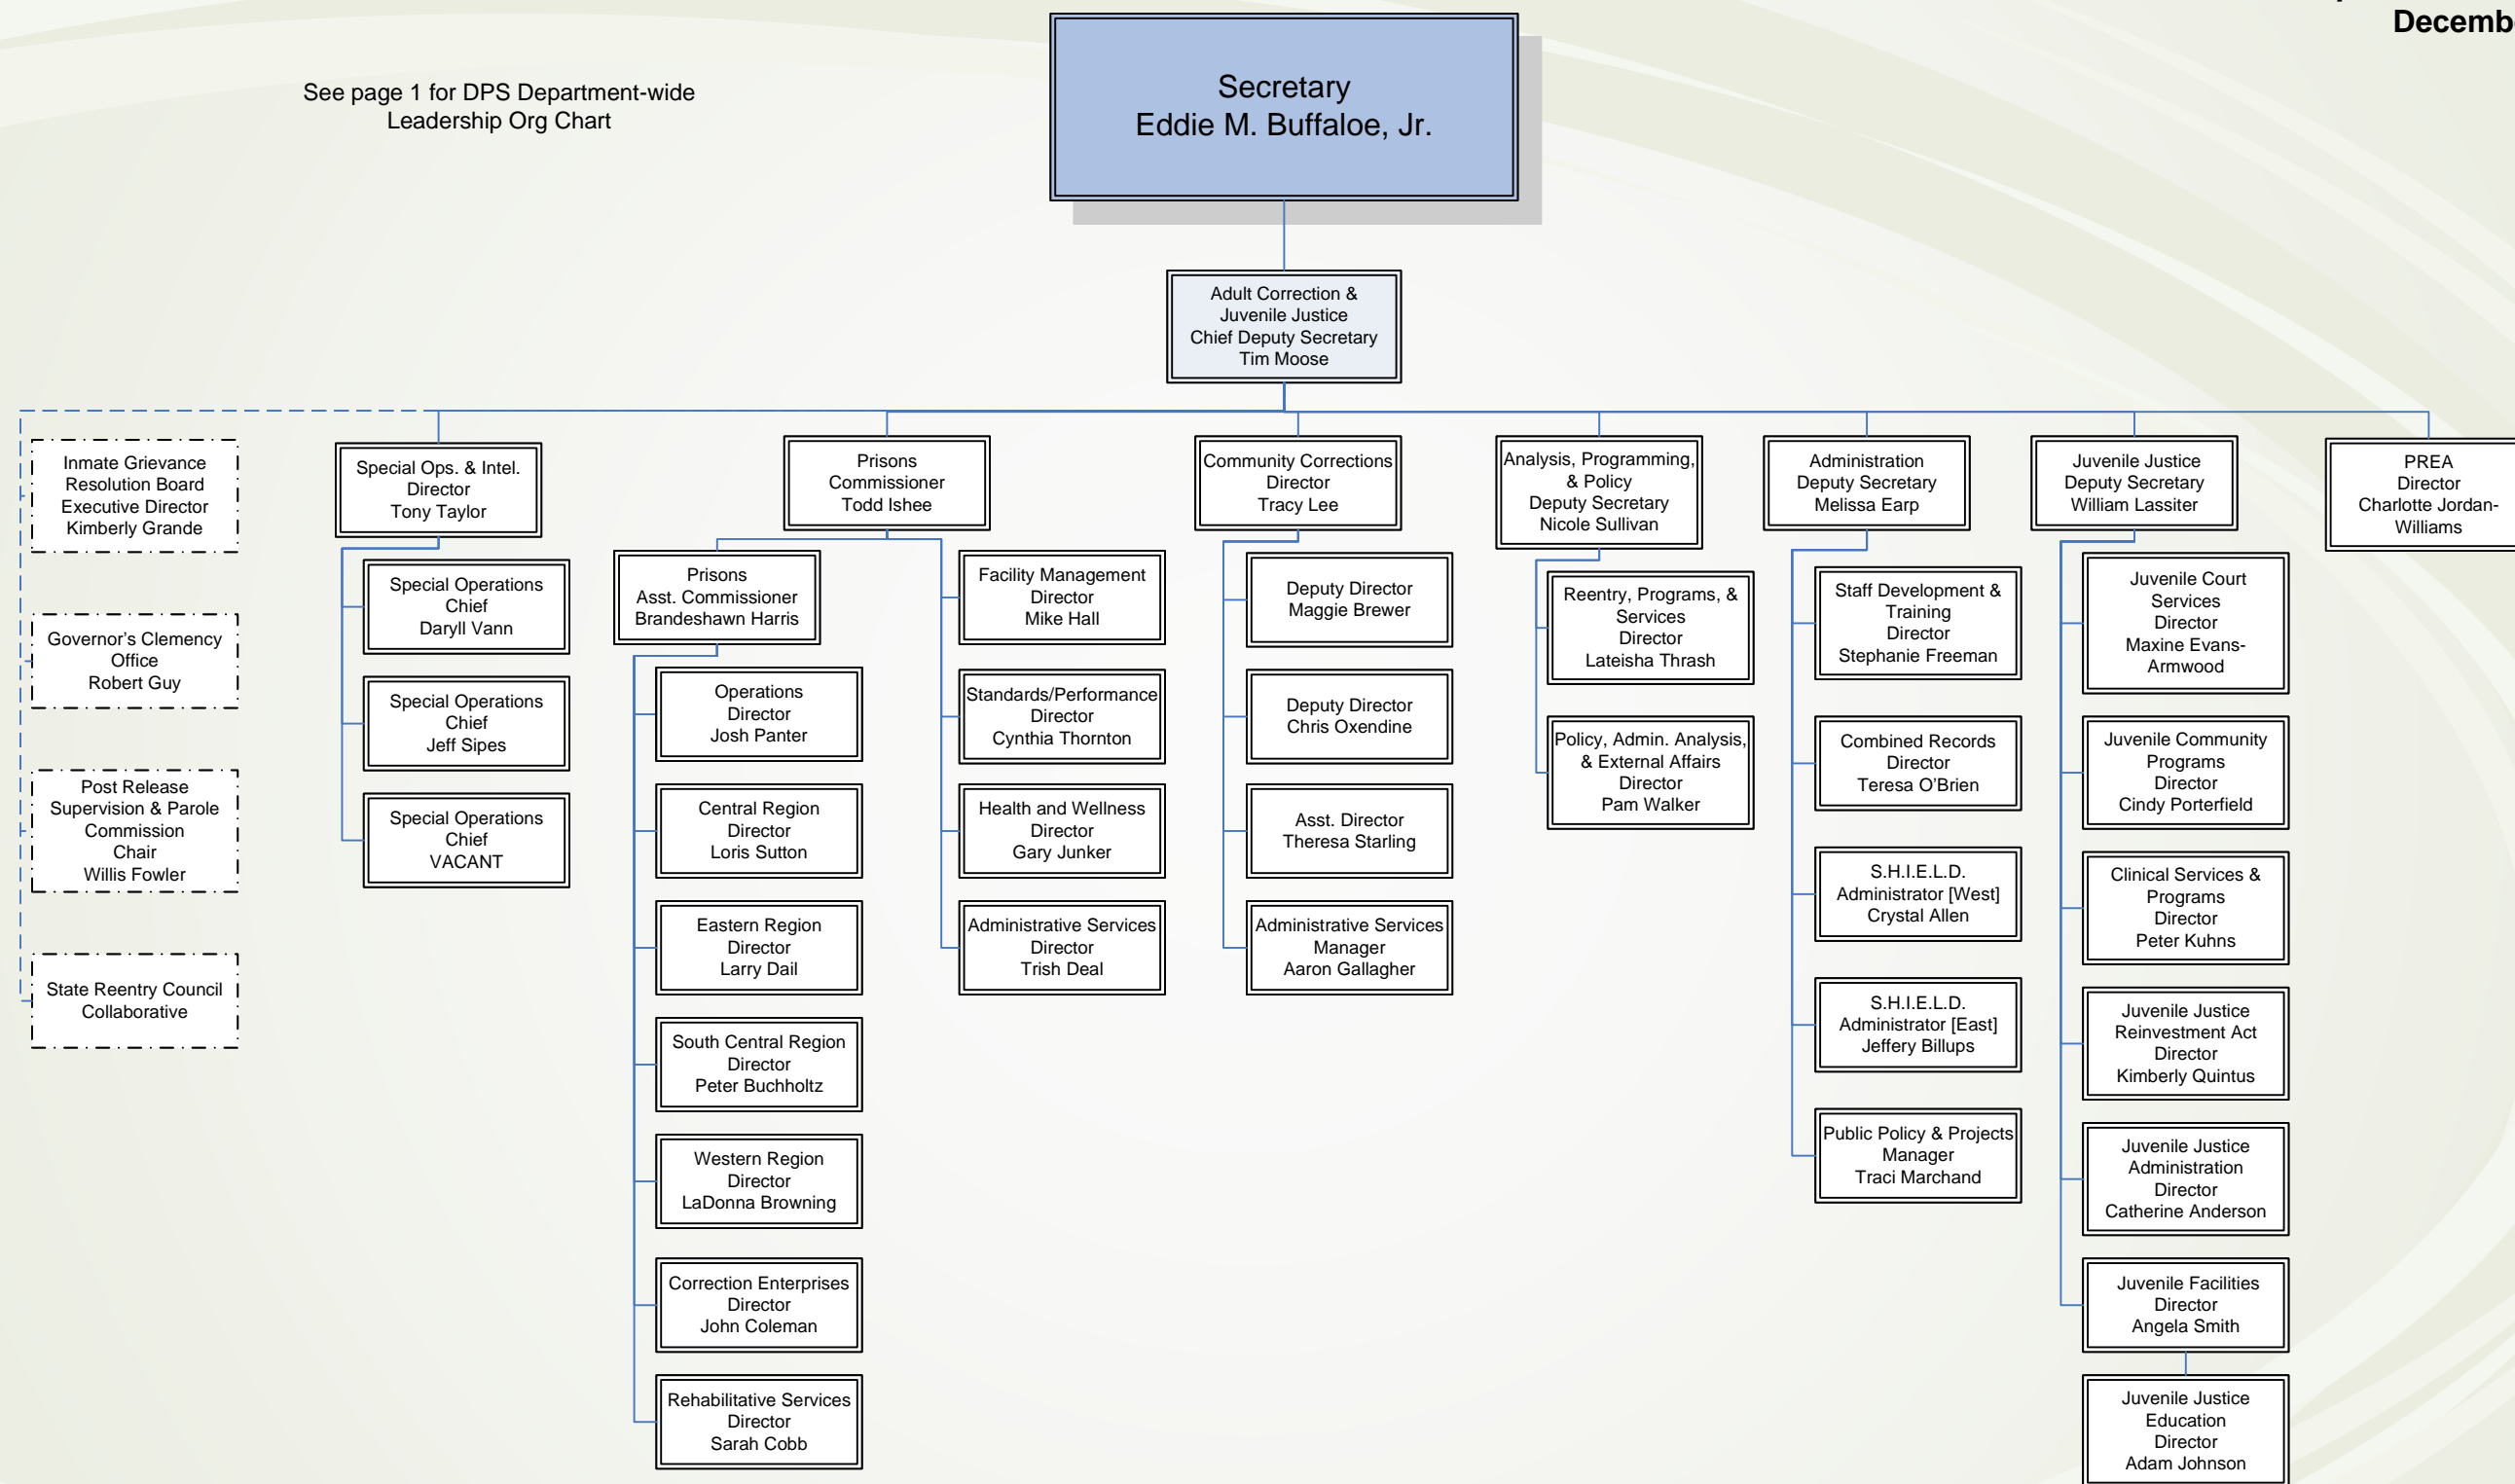 Decemb
See page 1 for DPS Department-wide
Leadership Org Chart
Secretary
Eddie M. Buffaloe, Jr.
Adult Correction &
Juvenile Justice
Chief Deputy Secretary
Tim Moose
Inmate Grievance
Resolution Board
Executive Director
Kimberly Grande
Governor's Clemency
Office
Robert Guy
Post Release
Supervision & Parole
Commission
Chair
Willis Fowler
State Reentry Council
Collaborative
Special Ops. & Intel.
Director
Tony Taylor
Special Operations
Chief
Daryll Vann
Special Operations
Chief
Jeff Sipes
Special Operations
Chief
VACANT
Prisons
Commissioner
Todd Ishee
Prisons
Asst. Commissioner
Brandeshawn Harris
Operations
Director
Josh Panter
Central Region
Director
Loris Sutton
Eastern Region
Director
Larry Dail
South Central Region
Director
Peter Buchholtz
Western Region
Director
LaDonna Browning
Correction Enterprises
Director
John Coleman
Rehabilitative Services
Director
Sarah Cobb
Facility Management
Director
Mike Hall
Standards/Performance
Director
Cynthia Thornton
Health and Wellness
Director
Gary Junker
Administrative Services
Director
Trish Deal
Community Corrections
Director
Tracy Lee
Deputy Director
Maggie Brewer
Deputy Director
Chris Oxendine
Asst. Director
Theresa Starling
Administrative Services
Manager
Aaron Gallagher
Analysis, Programming,
& Policy
Deputy Secretary
Nicole Sullivan
Reentry, Programs, &
Services
Director
Lateisha Thrash
Policy, Admin. Analysis,
& External Affairs
Director
Pam Walker
Administration
Deputy Secretary
Melissa Earp
Staff Development &
Training
Director
Stephanie Freeman
Combined Records
Director
Teresa O'Brien
S.H.I.E.L.D.
Administrator [West]
Crystal Allen
S.H.I.E.L.D.
Administrator [East]
Jeffery Billups
Public Policy & Projects
Manager
Traci Marchand
Juvenile Justice
Deputy Secretary
William Lassiter
Juvenile Court
Services
Director
Maxine Evans-
Armwood
Juvenile Community
Programs
Director
Cindy Porterfield
Clinical Services &
Programs
Director
Peter Kuhns
Juvenile Justice
Reinvestment Act
Director
Kimberly Quintus
Juvenile Justice
Administration
Director
Catherine Anderson
Juvenile Facilities
Director
Angela Smith
Juvenile Justice
Education
Director
Adam Johnson
PREA
Director
Charlotte Jordan-
Williams